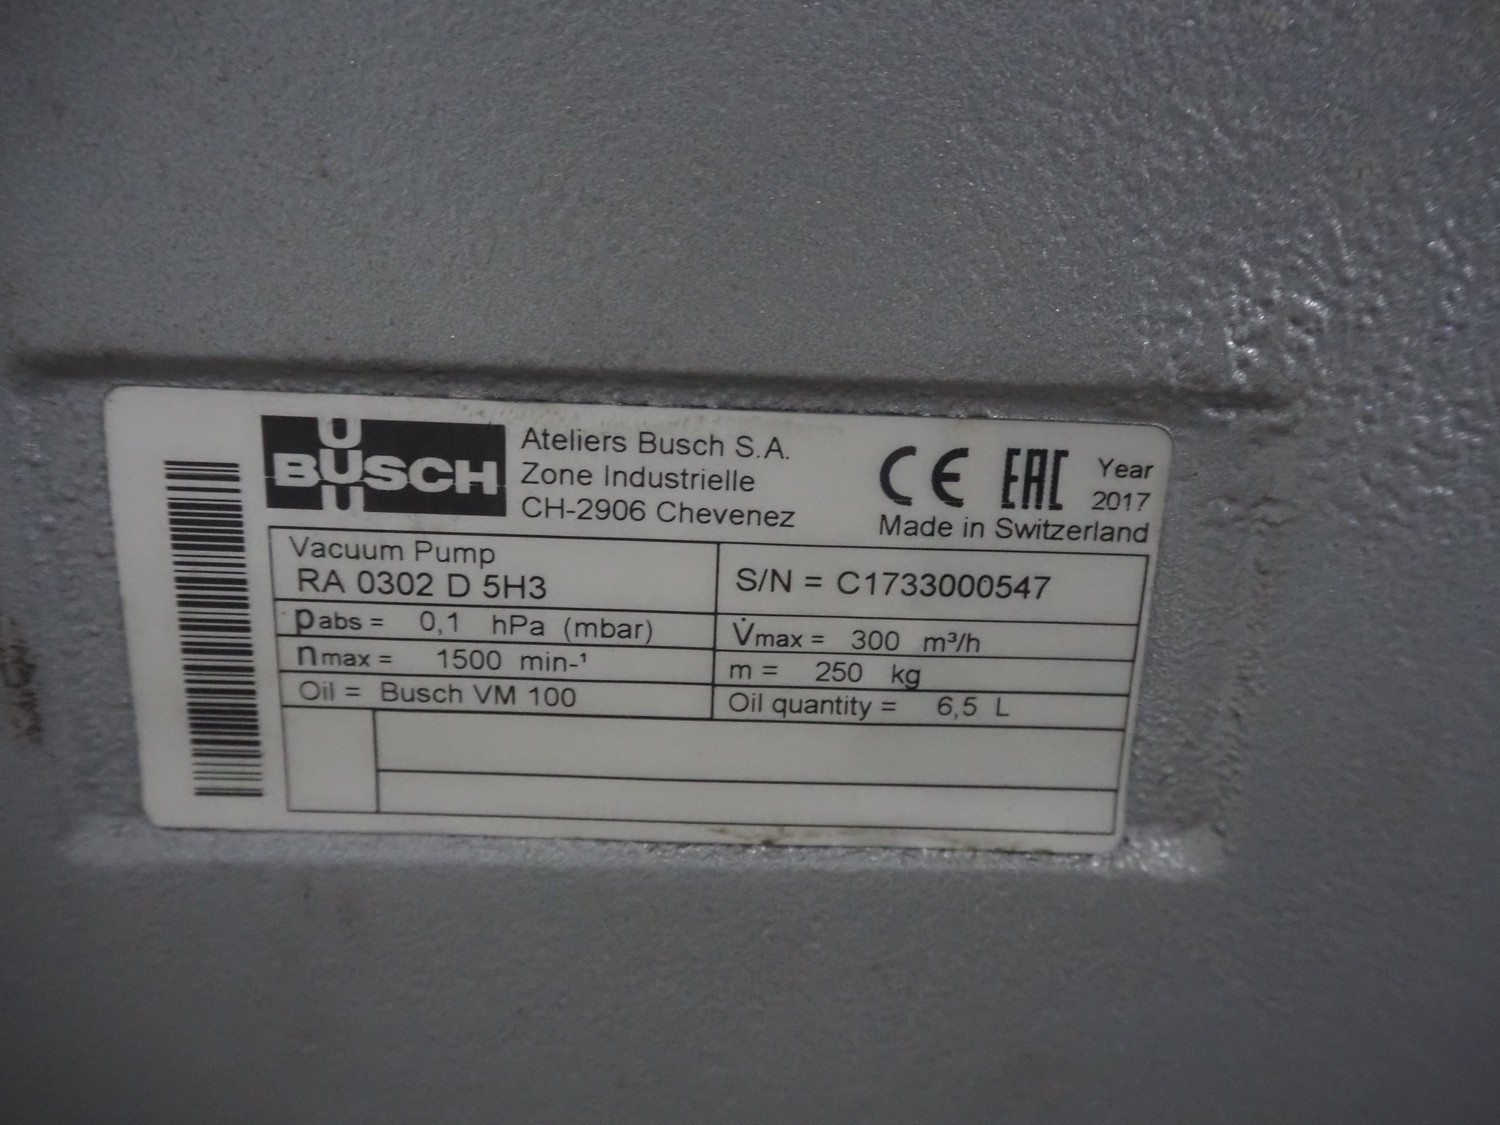 BUSCH
Ateliers Busch S.A.
Zone Industrielle
CH-2906 Chevenez
CE EAC Year
2017
Made in Switzerland
Vacuum Pump
RA 0302 D 5H3
S/N = C1733000547
pabs = 0,1 hPa (mbar)
V̇max = 300 m³/h
nmax = 1500 min-¹
m = 250 kg
Oil = Busch VM 100
Oil quantity = 6,5 L